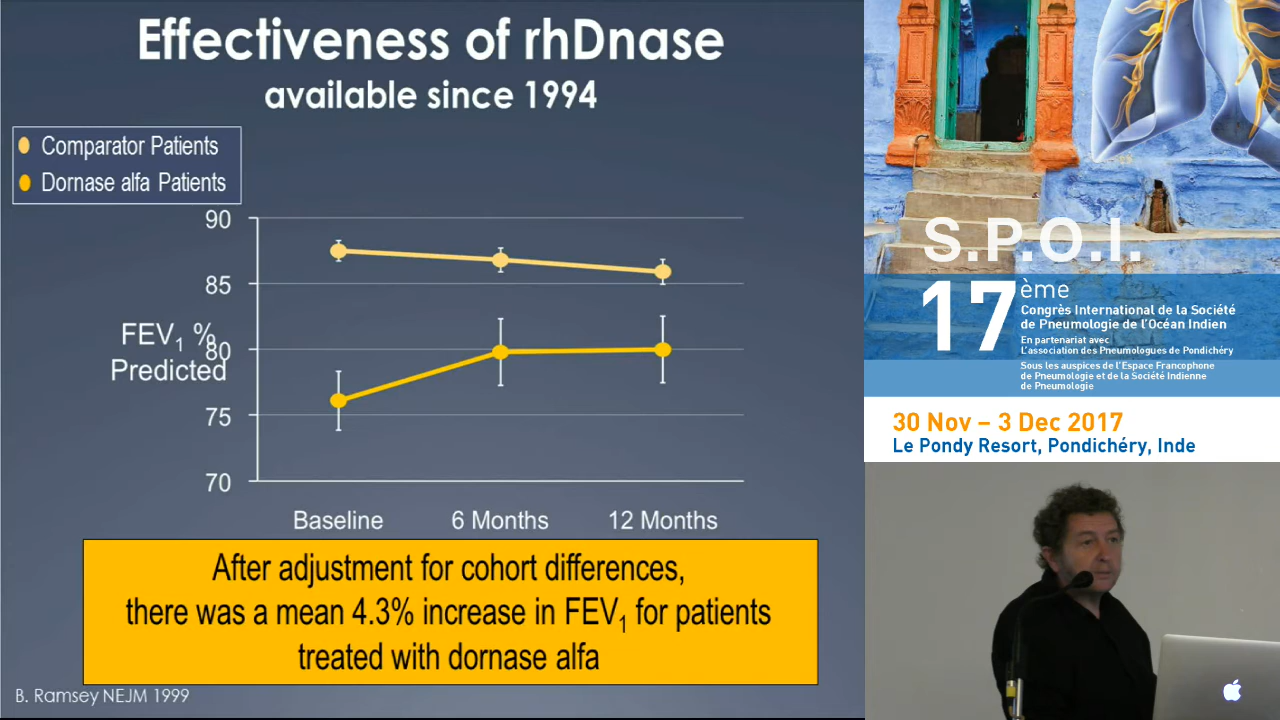 Effectiveness of rhDnase
available since 1994
Comparator Patients
Dornase alfa Patients
90
85
80
75
70
FEV1 %
Predicted
Baseline
6 Months
12 Months
After adjustment for cohort differences,
there was a mean 4.3% increase in FEV1 for patients
treated with dornase alfa
B. Ramsey NEJM 1999
S.P.O.I.
17ème
Congrès International de la Société
de Pneumologie de l'Océan Indien
En partenariat avec
L'association des Pneumologues de Pondichéry
Sous les auspices de l'Espace Francophone
de Pneumologie et de la Société Indienne
de Pneumologie
30 Nov – 3 Dec 2017
Le Pondy Resort, Pondichéry, Inde